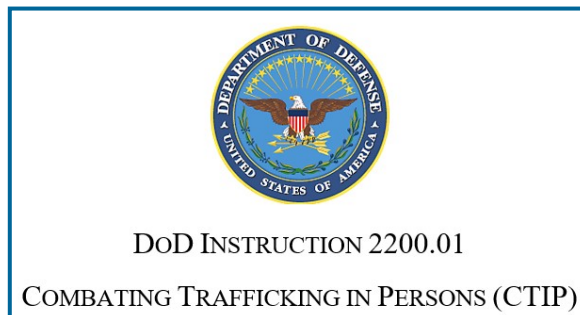 DEPARTMENT OF DEFENSE
UNITED STATES OF AMERICA
DOD INSTRUCTION 2200.01
COMBATING TRAFFICKING IN PERSONS (CTIP)